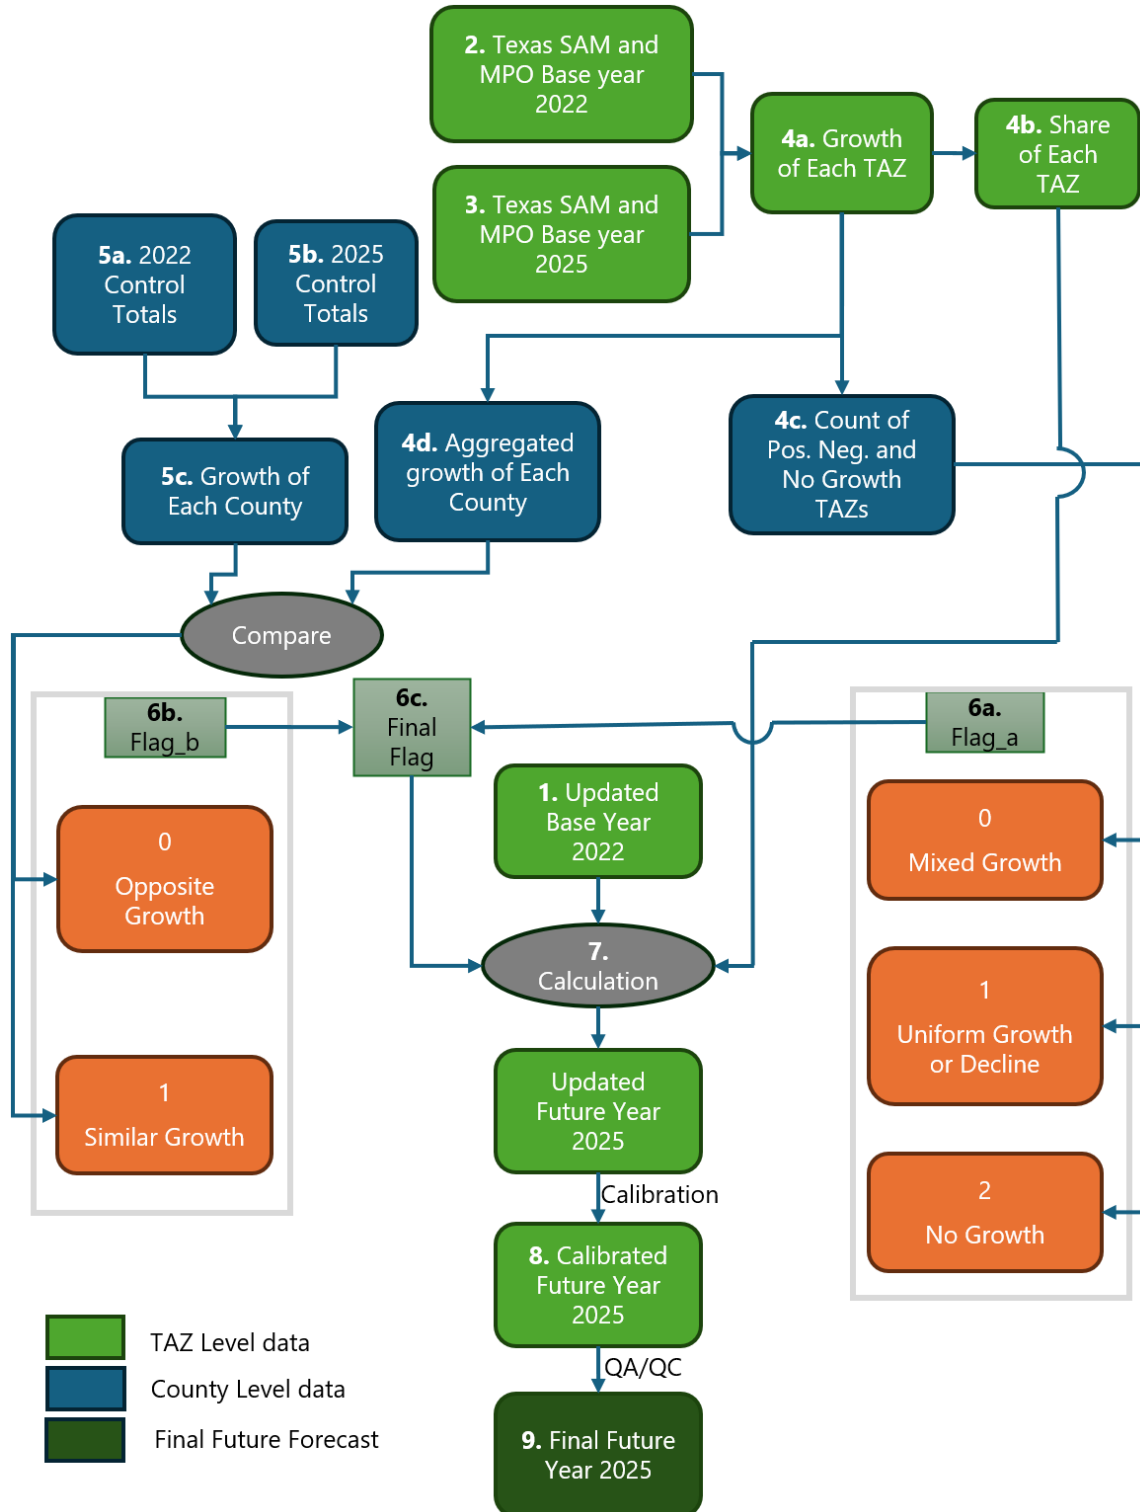 2. Texas SAM and
MPO Base year
2022
3. Texas SAM and
MPO Base year
2025
4a. Growth
of Each TAZ
4b. Share
of Each
TAZ
5a. 2022
Control
Totals
5b. 2025
Control
Totals
5c. Growth of
Each County
4d. Aggregated
growth of Each
County
4c. Count of
Pos. Neg. and
No Growth
TAZs
Compare
6b.
Flag_b
6c.
Final
Flag
6a.
Flag_a
0
Opposite
Growth
1
Similar Growth
1. Updated
Base Year
2022
7.
Calculation
Updated
Future Year
2025
Calibration
8. Calibrated
Future Year
2025
QA/QC
9. Final Future
Year 2025
0
Mixed Growth
1
Uniform Growth
or Decline
2
No Growth
TAZ Level data
County Level data
Final Future Forecast